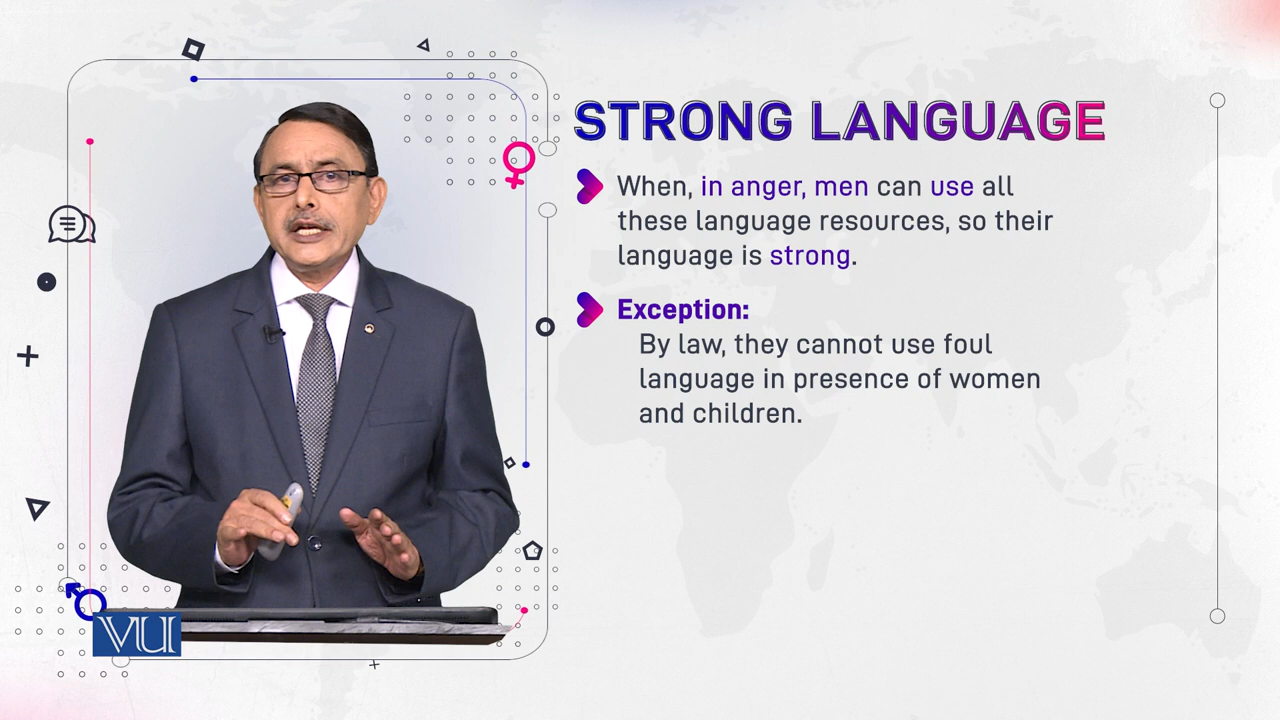 STRONG LANGUAGE
When, in anger, men can use all
these language resources, so their
language is strong.
Exception:
By law, they cannot use foul
language in presence of women
and children.
VU